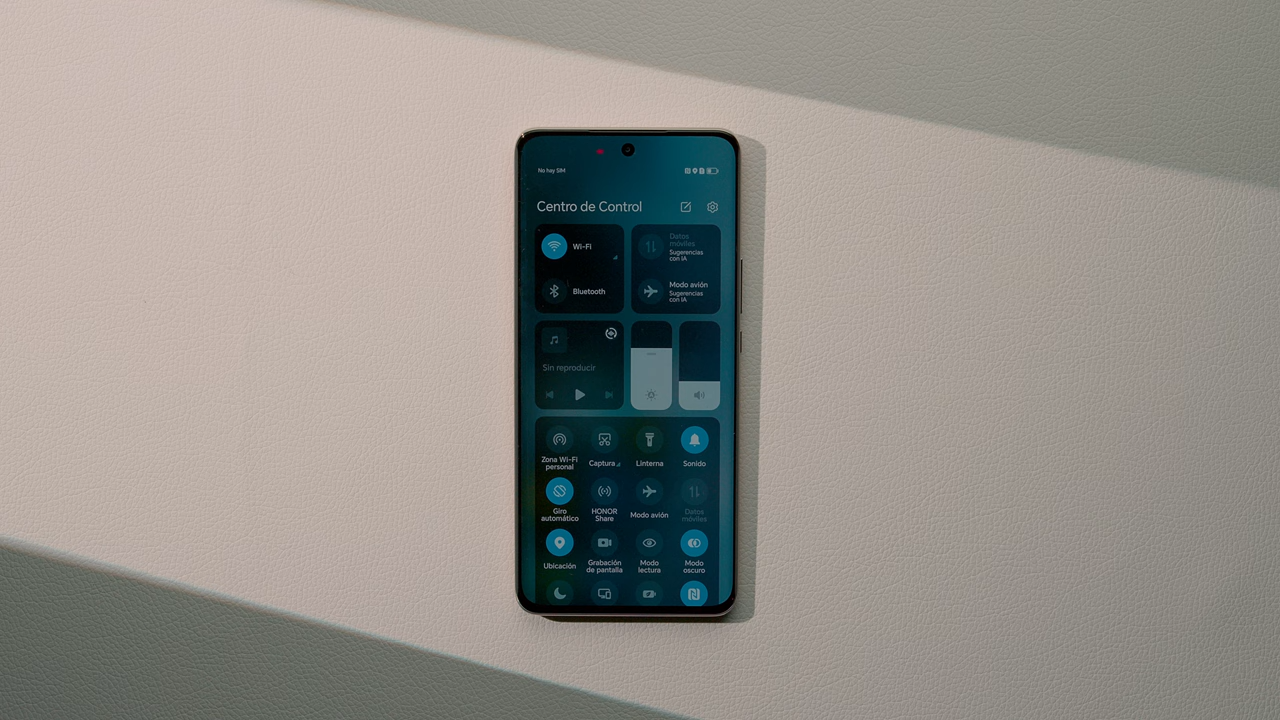 No hay SIM
Centro de Control
Wi-Fi
Bluetooth
Datos
móviles
Sugerencias
con IA
Modo avión
Sugerencias
con IA
Sin reproducir
Zona Wi-Fi
personal
Captura
Linterna
Sonido
Giro
automático
HONOR
Share
Modo avión
Datos
móviles
Ubicación
Grabación
de pantalla
Modo
lectura
Modo
oscuro